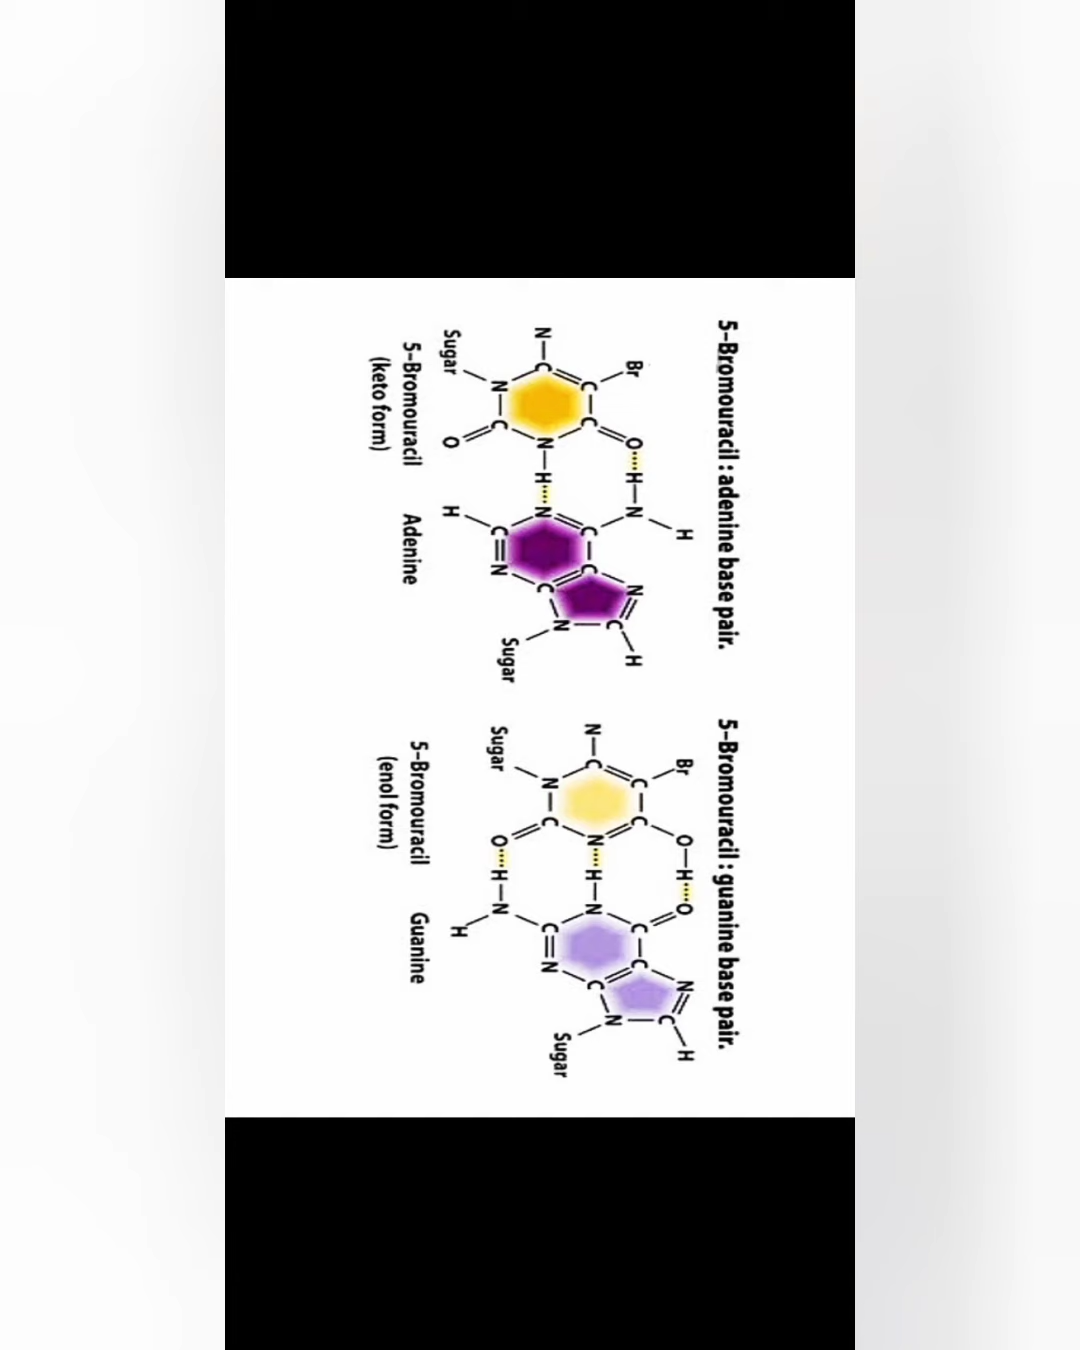 5-Bromouracil : adenine base pair.
Br
O H N H
N C C C
N H N C C N
Sugar N C H C N C C H
O N
Sugar
5-Bromouracil
(keto form)
Adenine
5-Bromouracil : guanine base pair.
Br O H O
C C C C N
N C N H N C C H
N C C N C N
Sugar O H N Sugar
H
5-Bromouracil
(enol form)
Guanine